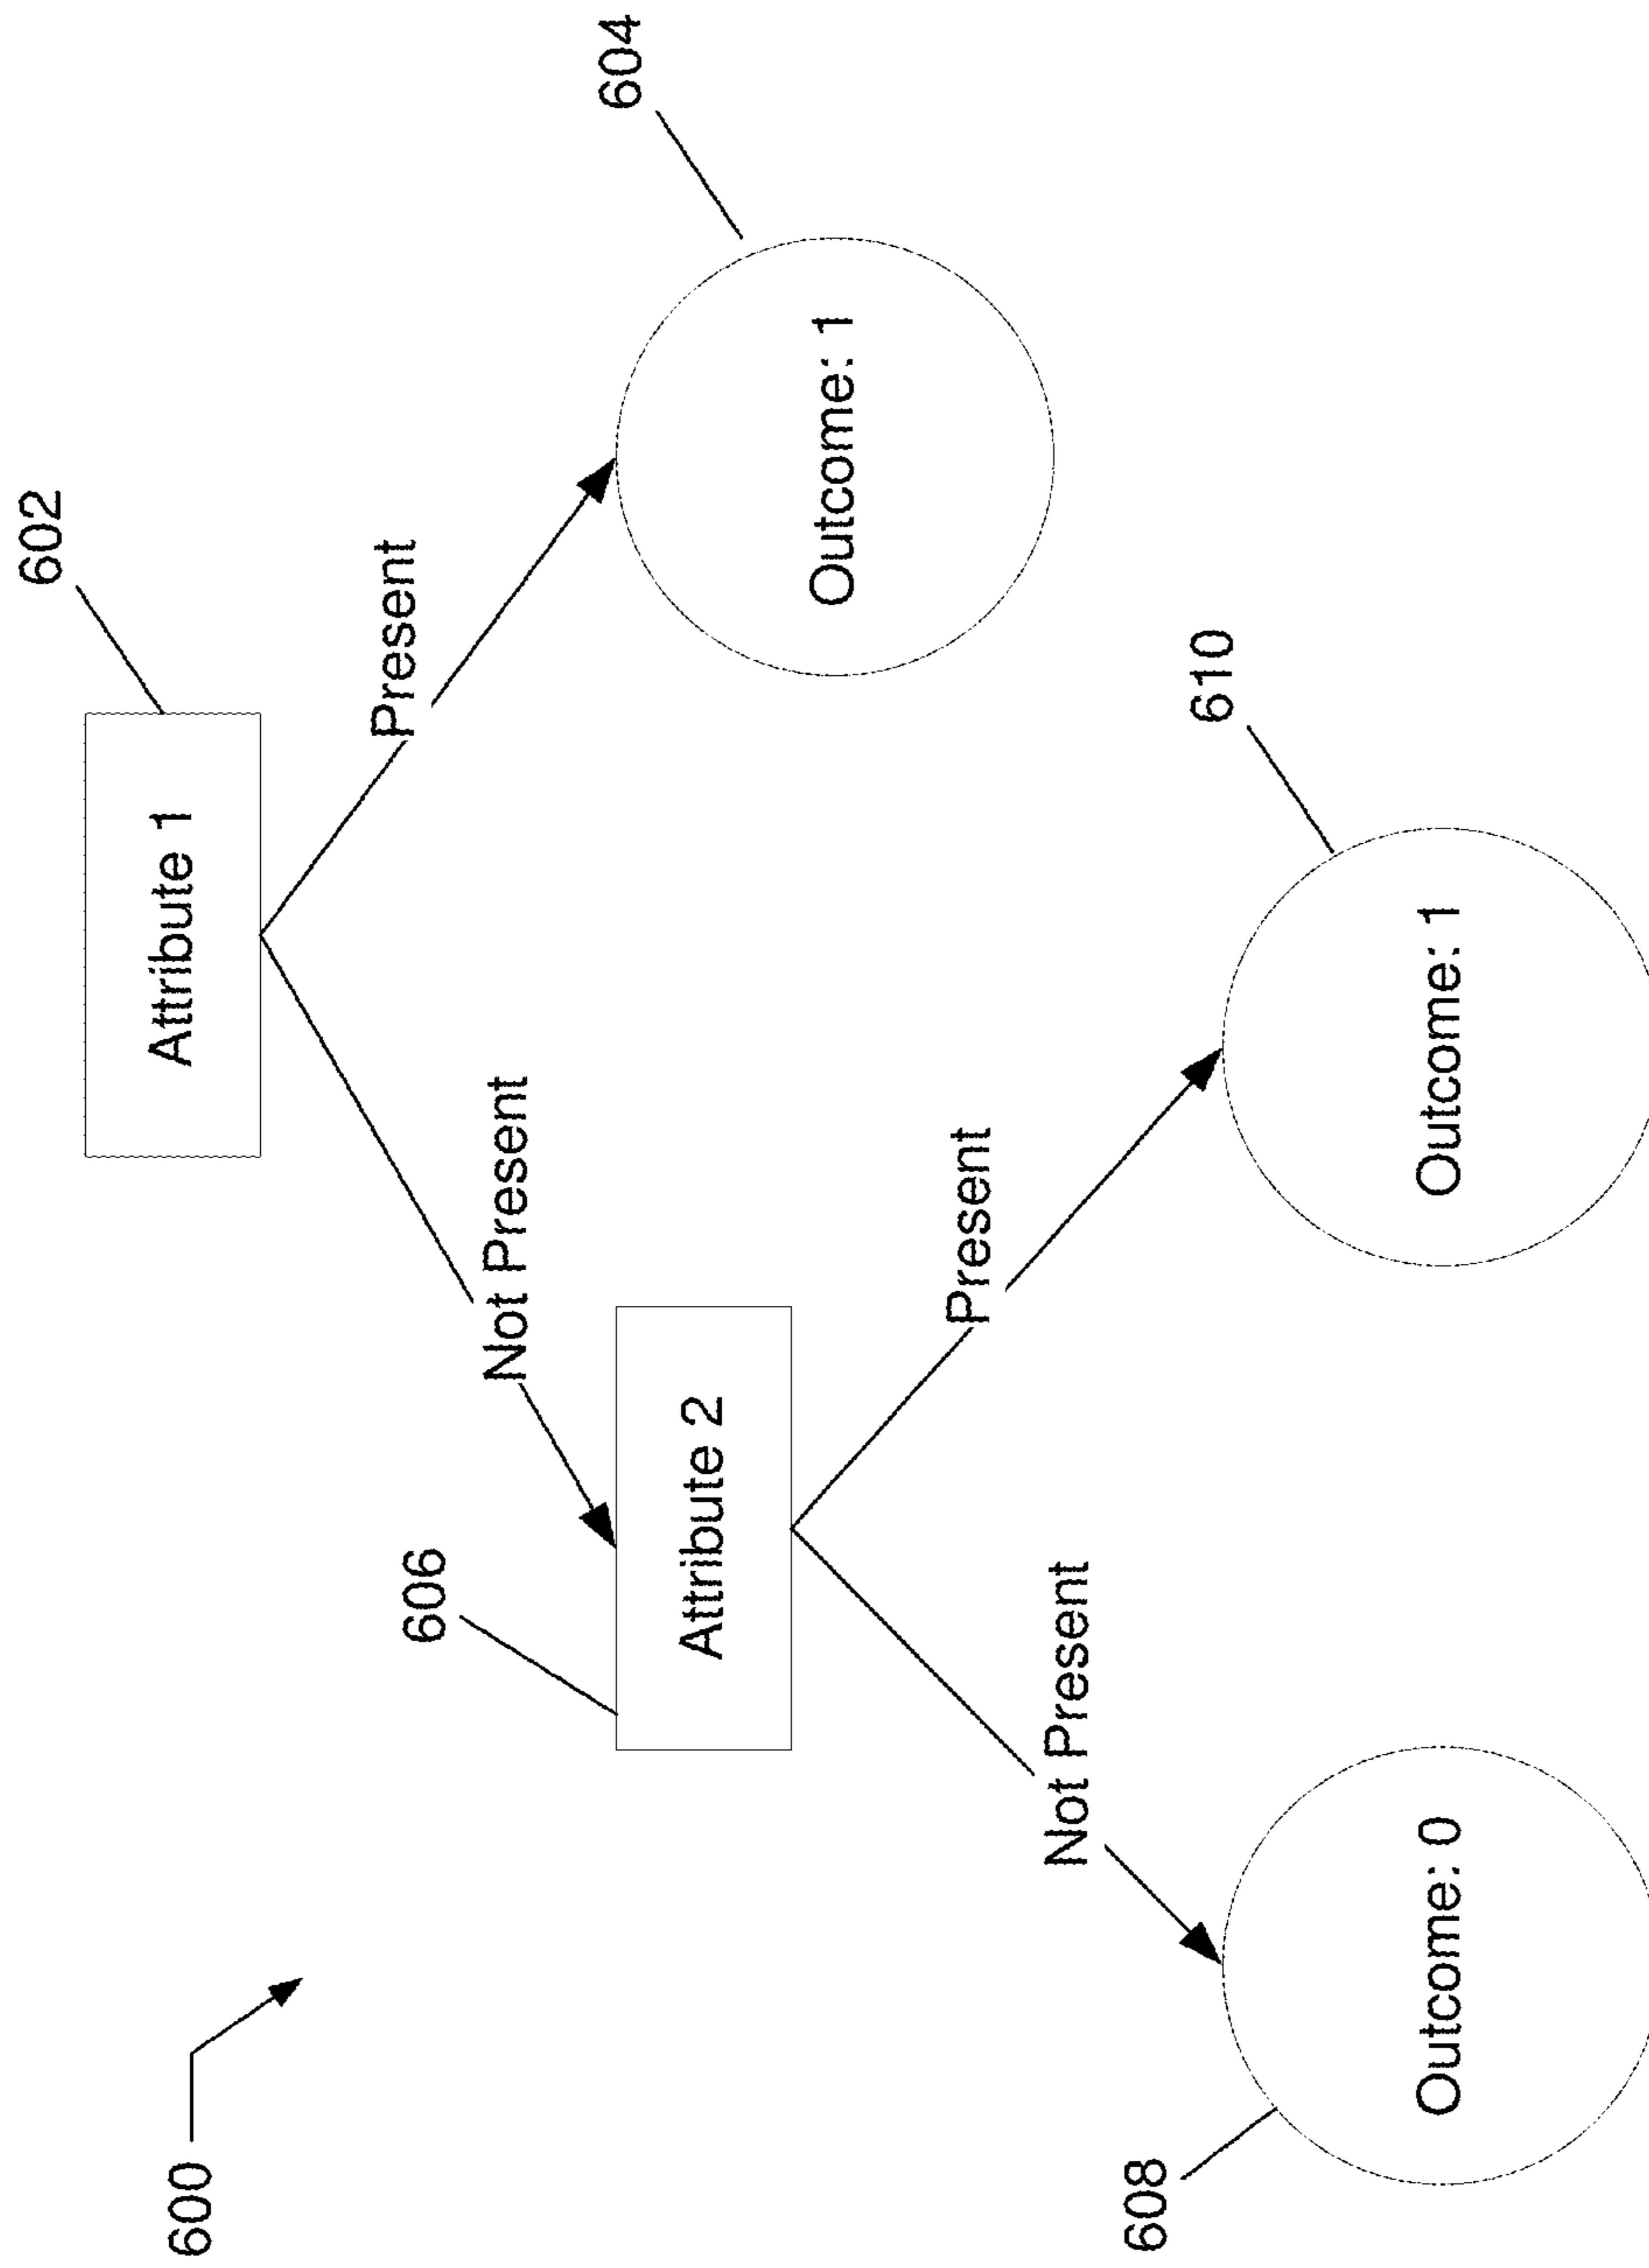 600
602
Attribute 1
Present
Not Present
604
606
Attribute 2
Outcome: 1
Present
Not Present
610
608
Outcome: 0
Outcome: 1